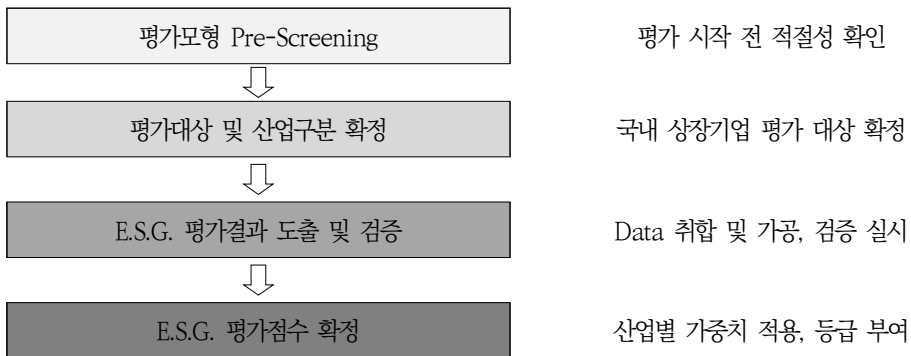 평가모형 Pre-Screening
평가 시작 전 적절성 확인
평가대상 및 산업구분 확정
국내 상장기업 평가 대상 확정
E.S.G. 평가결과 도출 및 검증
Data 취합 및 가공, 검증 실시
E.S.G. 평가점수 확정
산업별 가중치 적용, 등급 부여